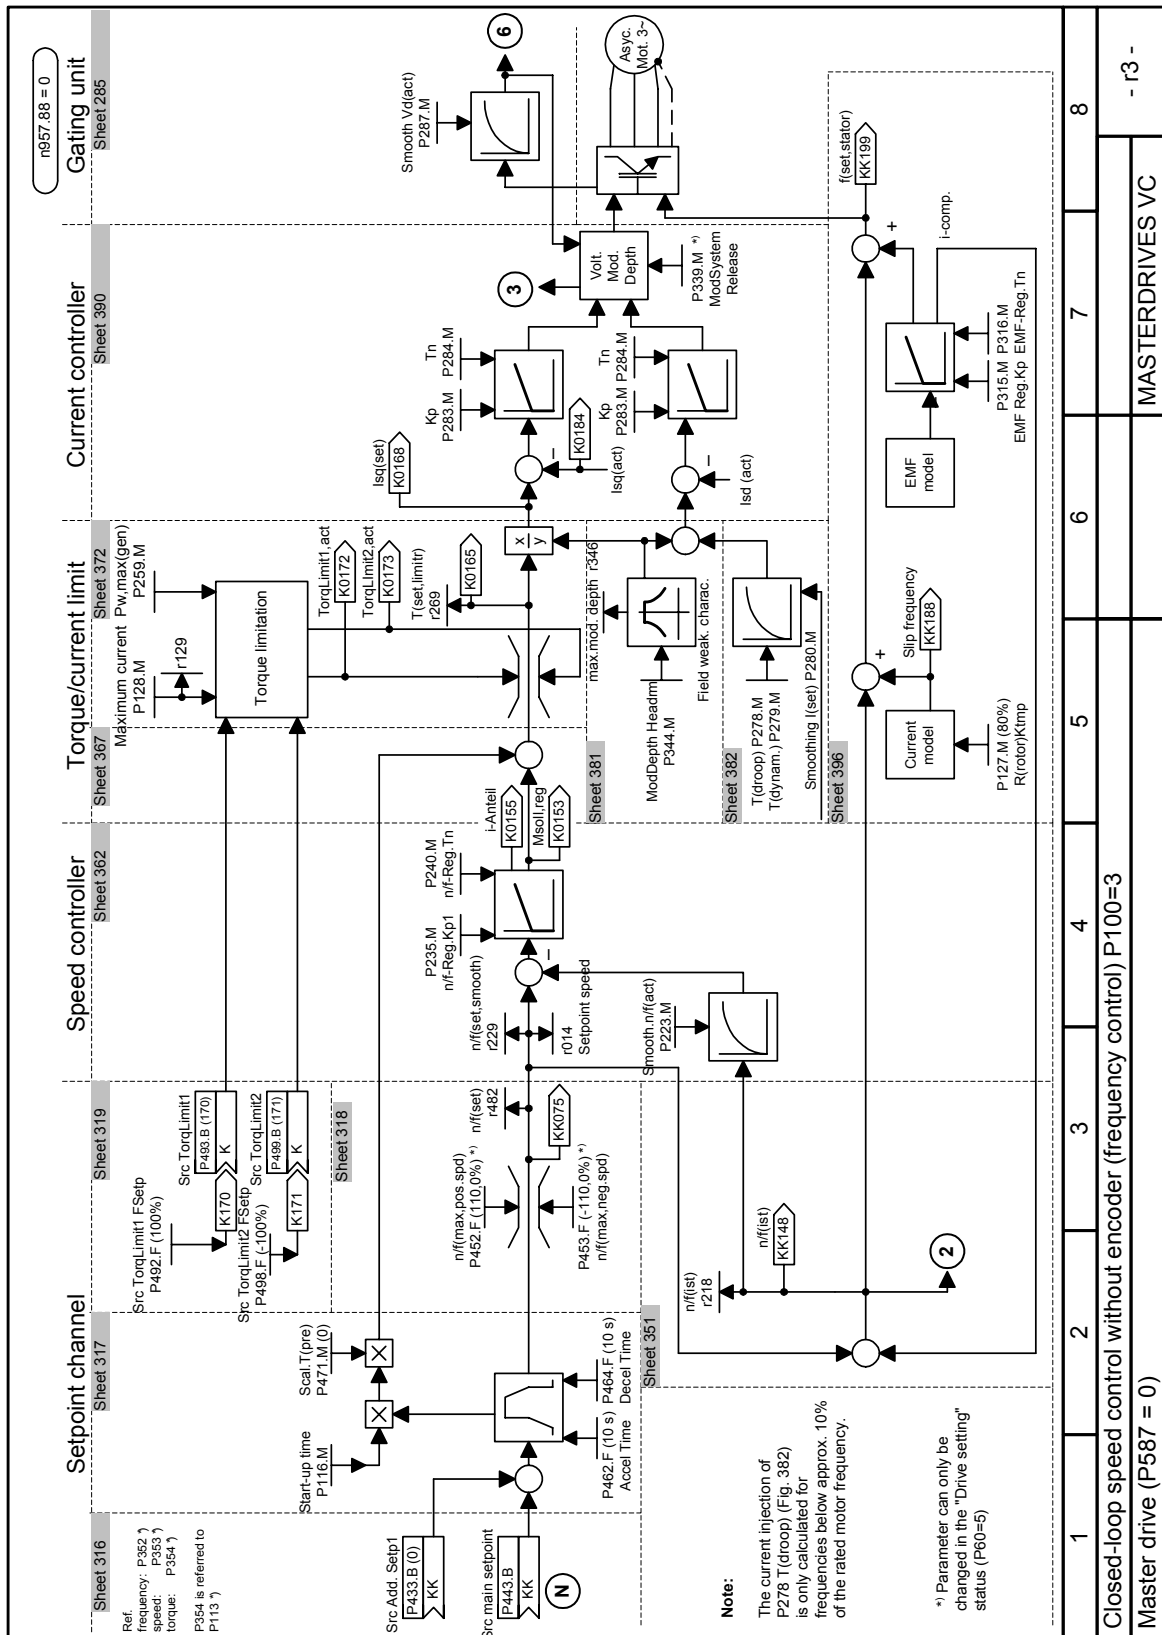 n957.88 = 0
Setpoint channel
Speed controller
Torque/current limit
Current controller
Gating unit
Sheet 316
Sheet 317
Sheet 319
Sheet 362
Sheet 367
Sheet 372
Sheet 390
Sheet 285
Ref.
frequency: P352 *)
speed: P353 *)
torque: P354 *)
P354 is referred to
P113 *)
Src Add. Setp1
P433.B (0)
KK
Src main setpoint
P443.B
KK
N
Start-up time
P116.M
Scal.T(pre)
P471.M (0)
P462.F (10 s)
Accel Time
P464.F (10 s)
Decel Time
Src TorqLimit1 FSetp
P492.F (100%)
K170
Src TorqLimit1
P493.B (170)
K
Src TorqLimit2 FSetp
P498.F (-100%)
K171
Src TorqLimit2
P499.B (171)
K
Sheet 318
n/f(max,pos.spd)
P452.F (110,0%) *)
P453.F (-110,0%) *)
n/f(max,neg.spd)
n/f(set)
r482
KK075
n/f(set,smooth)
r229
r014
Setpoint speed
P235.M
n/f-Reg.Kp1
P240.M
n/f-Reg.Tn
i-Anteil
K0155
Msoll,reg
K0153
Smooth.n/f(act)
P223.M
Sheet 351
n/f(ist)
r218
n/f(ist)
KK148
2
Maximum current
P128.M
r129
Pw,max(gen)
P259.M
Torque limitation
TorqLimit1,act
K0172
TorqLImit2,act
K0173
T(set,limitr)
r269
K0165
x
y
Isq(set)
K0168
Isq(act)
K0184
Kp
P283.M
Tn
P284.M
Kp
P283.M
Tn
P284.M
Isd (act)
3
Volt.
Mod.
Depth
P339.M *)
ModSystem
Release
Smooth Vd(act)
P287.M
6
Asyc.
Mot. 3~
Sheet 381
max.mod. depth r346
ModDepth Headrm
P344.M
Field weak. charac.
Sheet 382
T(droop) P278.M
T(dynam.) P279.M
Smoothing I(set) P280.M
Sheet 396
Current
model
P127.M (80%)
R(rotor)Ktmp
Slip frequency
KK188
+
EMF
model
P315.M
EMF Reg.Kp
P316.M
EMF-Reg.Tn
i-comp.
+
f(set,stator)
KK199
Note:
The current injection of
P278 T(droop) (Fig. 382)
is only calculated for
frequencies below approx. 10%
of the rated motor frequency.
*) Parameter can only be
changed in the "Drive setting"
status (P60=5)
1
2
3
4
5
6
7
8
Closed-loop speed control without encoder (frequency control) P100=3
Master drive (P587 = 0)
MASTERDRIVES VC
- r3 -